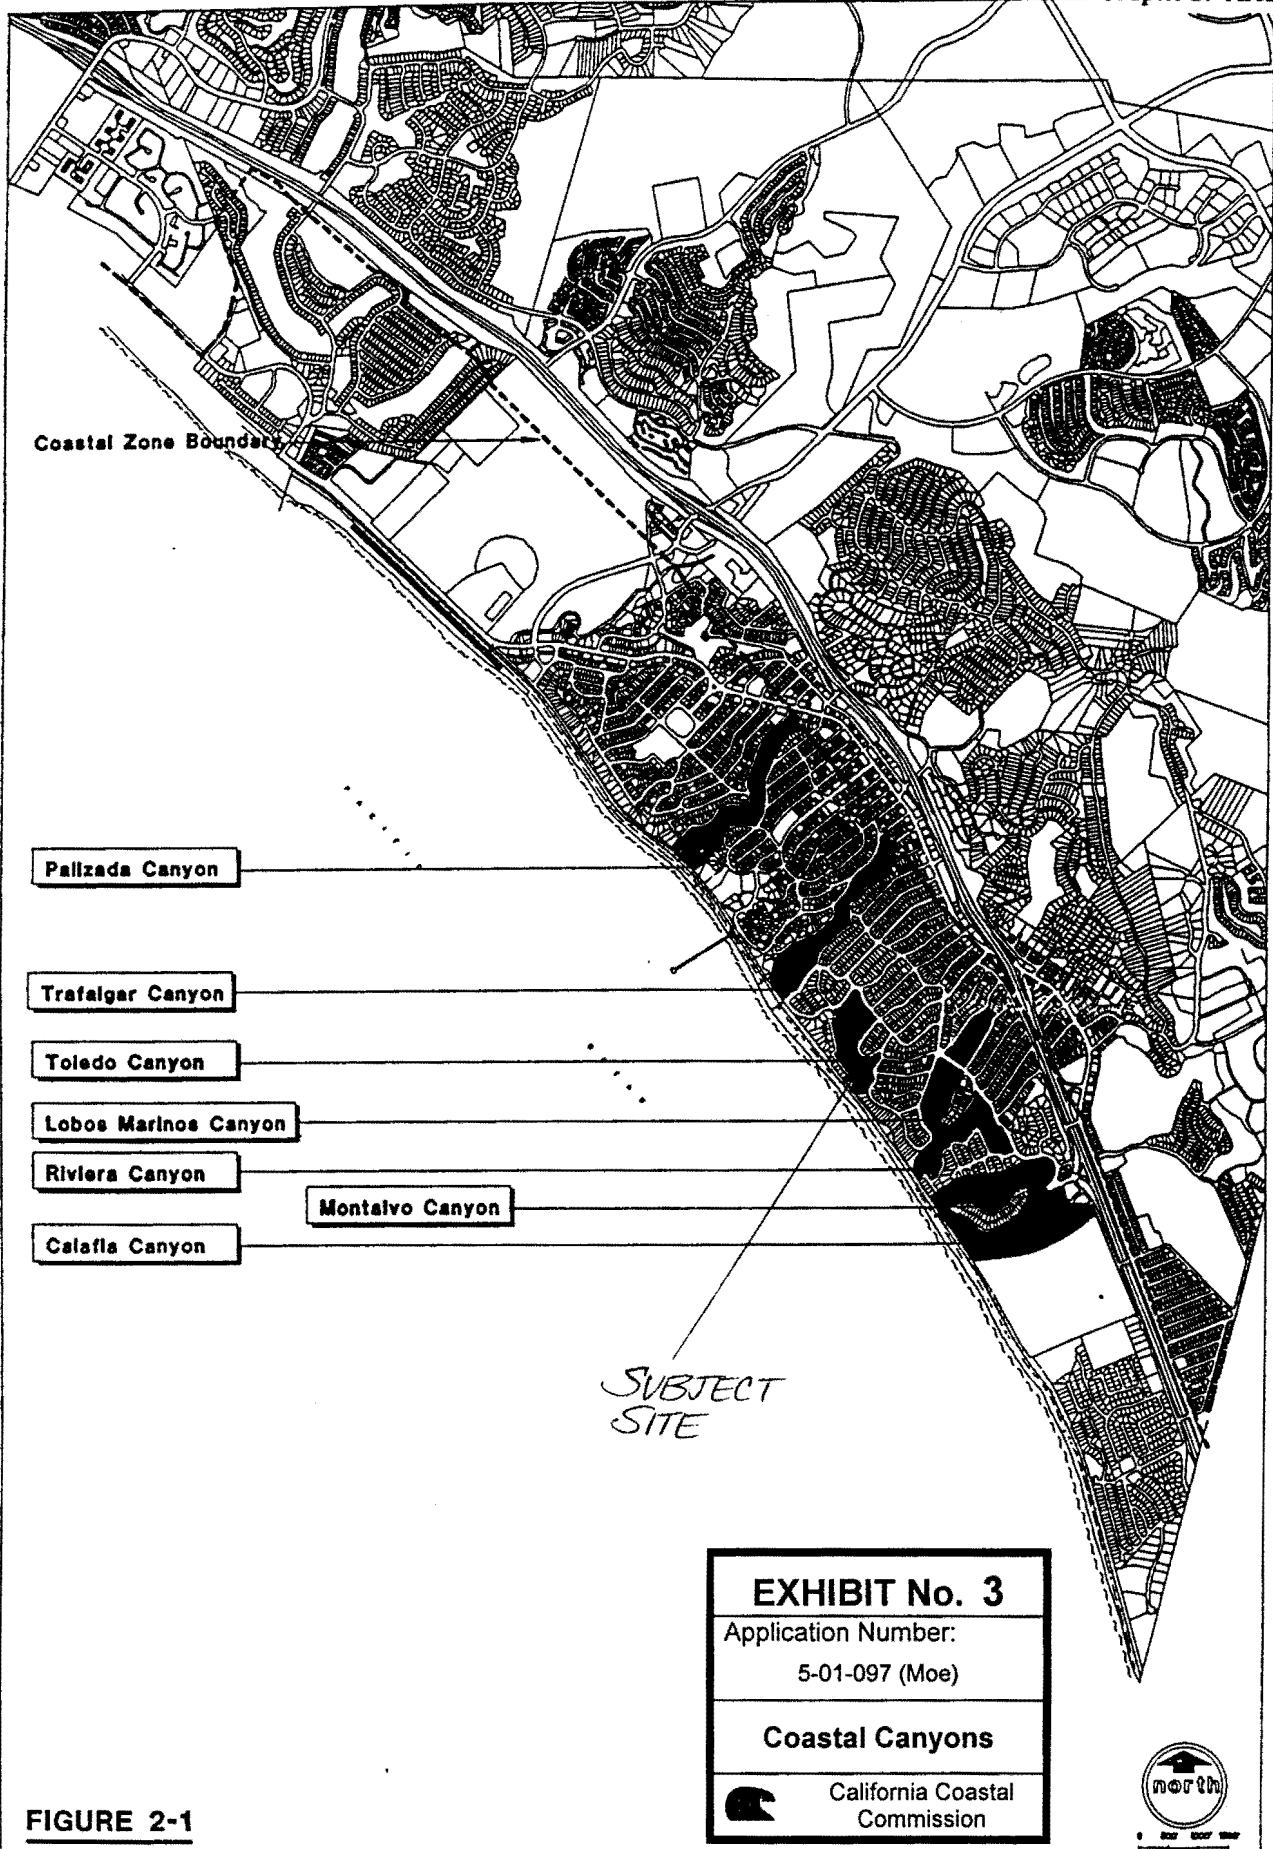 Coastal Zone Boundary
Palizada Canyon
Trafalgar Canyon
Toledo Canyon
Lobos Marinos Canyon
Riviera Canyon
Montalvo Canyon
Calafia Canyon
SUBJECT
SITE
EXHIBIT No. 3
Application Number:
5-01-097 (Moe)
Coastal Canyons
California Coastal
Commission
north
FIGURE 2-1